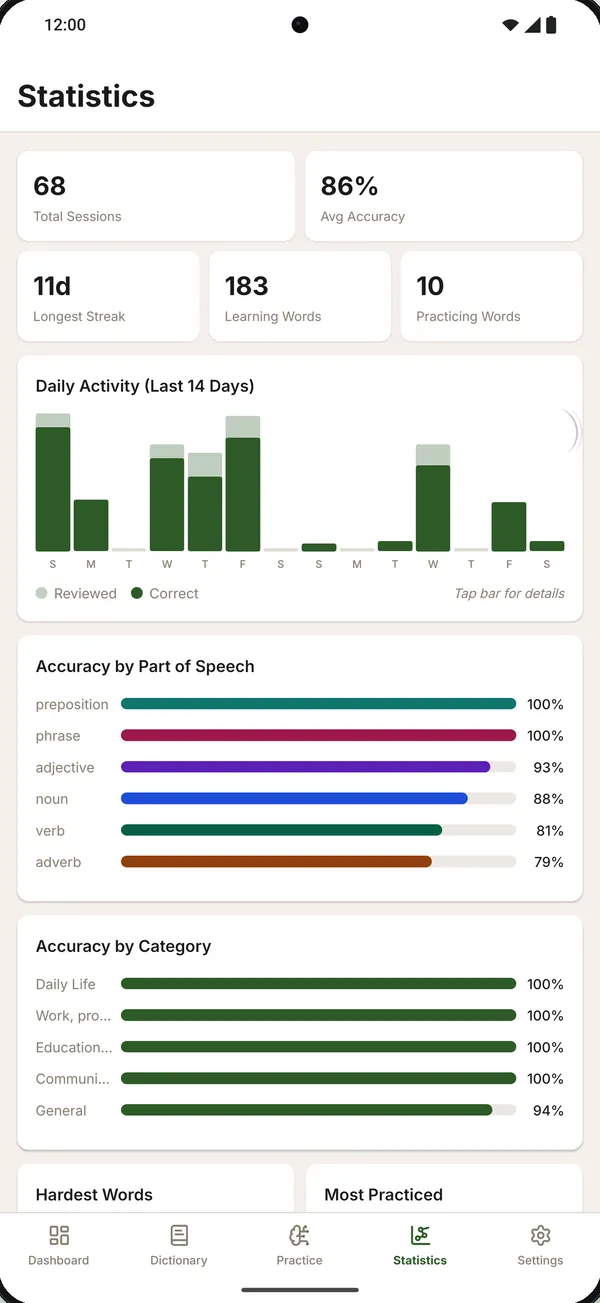 12:00
Statistics
68
Total Sessions
86%
Avg Accuracy
11d
Longest Streak
183
Learning Words
10
Practicing Words
Daily Activity (Last 14 Days)
S M T W T F S S M T W T F S
Reviewed Correct Tap bar for details
Accuracy by Part of Speech
preposition 100%
phrase 100%
adjective 93%
noun 88%
verb 81%
adverb 79%
Accuracy by Category
Daily Life 100%
Work, pro... 100%
Education... 100%
Communi... 100%
General 94%
Hardest Words Most Practiced
Dashboard Dictionary Practice Statistics Settings